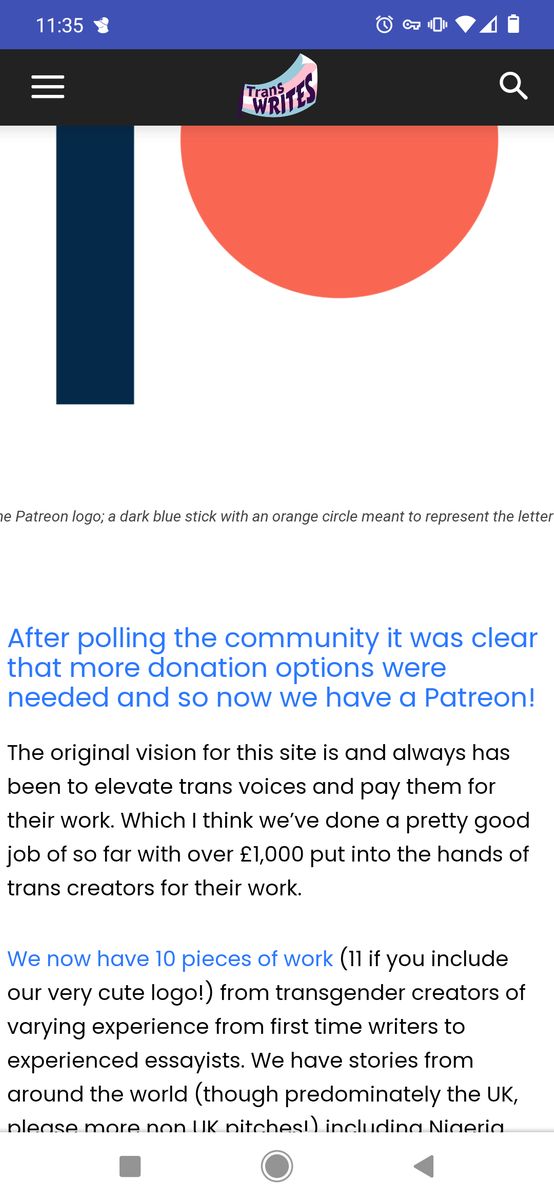 11:35
Trans
WRITES
he Patreon logo; a dark blue stick with an orange circle meant to represent the letter
After polling the community it was clear
that more donation options were
needed and so now we have a Patreon!
The original vision for this site is and always has
been to elevate trans voices and pay them for
their work. Which I think we’ve done a pretty good
job of so far with over £1,000 put into the hands of
trans creators for their work.
We now have 10 pieces of work (11 if you include
our very cute logo!) from transgender creators of
varying experience from first time writers to
experienced essayists. We have stories from
around the world (though predominately the UK,
please more non UK pitches!) including Nigeria